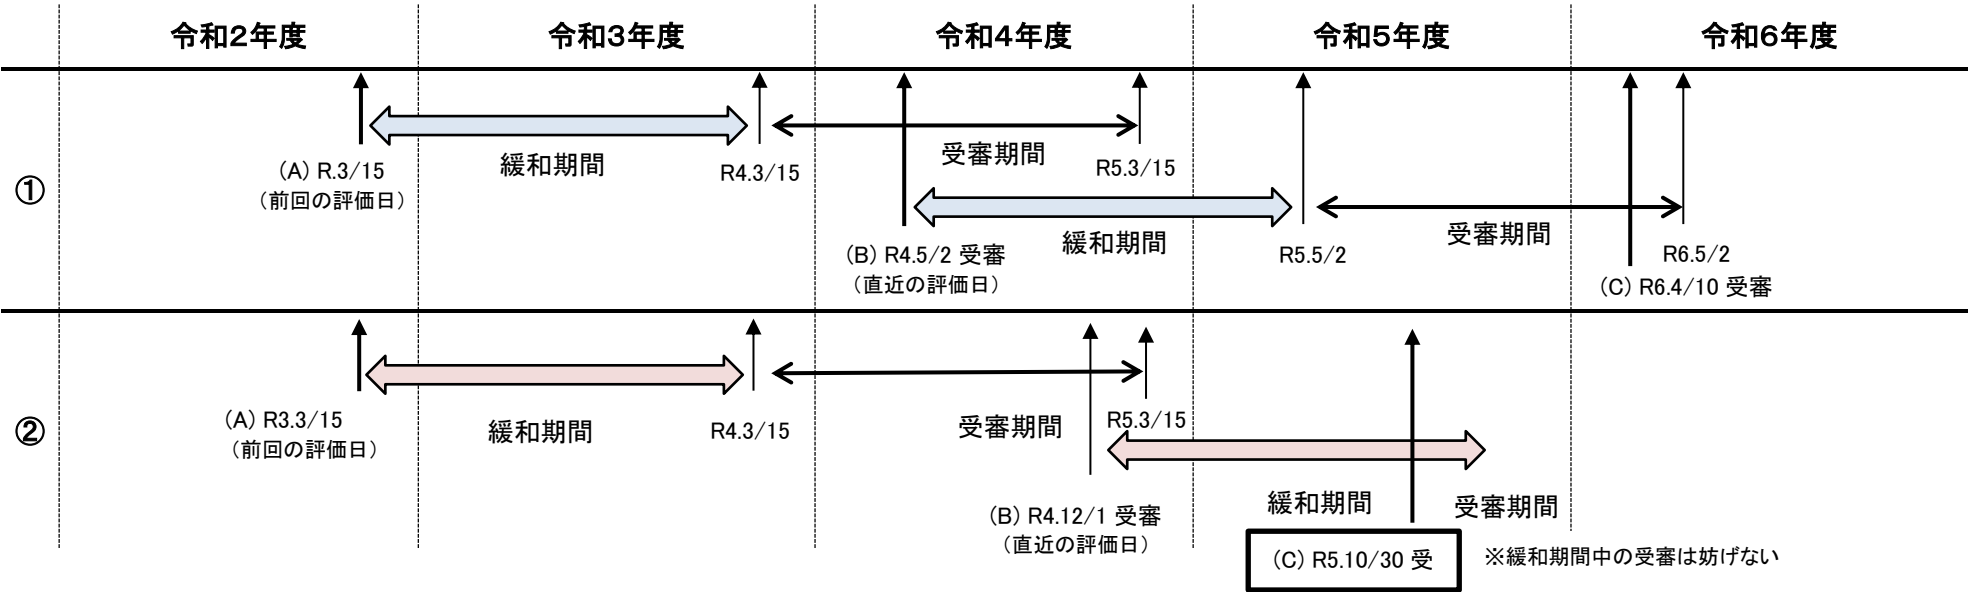 令和２年度
令和３年度
令和４年度
令和５年度
令和６年度
①
(A) R.3/15
（前回の評価日）
緩和期間
R4.3/15
受審期間
R5.3/15
(B) R4.5/2 受審
（直近の評価日）
緩和期間
R5.5/2
受審期間
R6.5/2
(C) R6.4/10 受審
②
(A) R3.3/15
（前回の評価日）
緩和期間
R4.3/15
受審期間
R5.3/15
(B) R4.12/1 受審
（直近の評価日）
緩和期間
受審期間
(C) R5.10/30 受
※緩和期間中の受審は妨げない